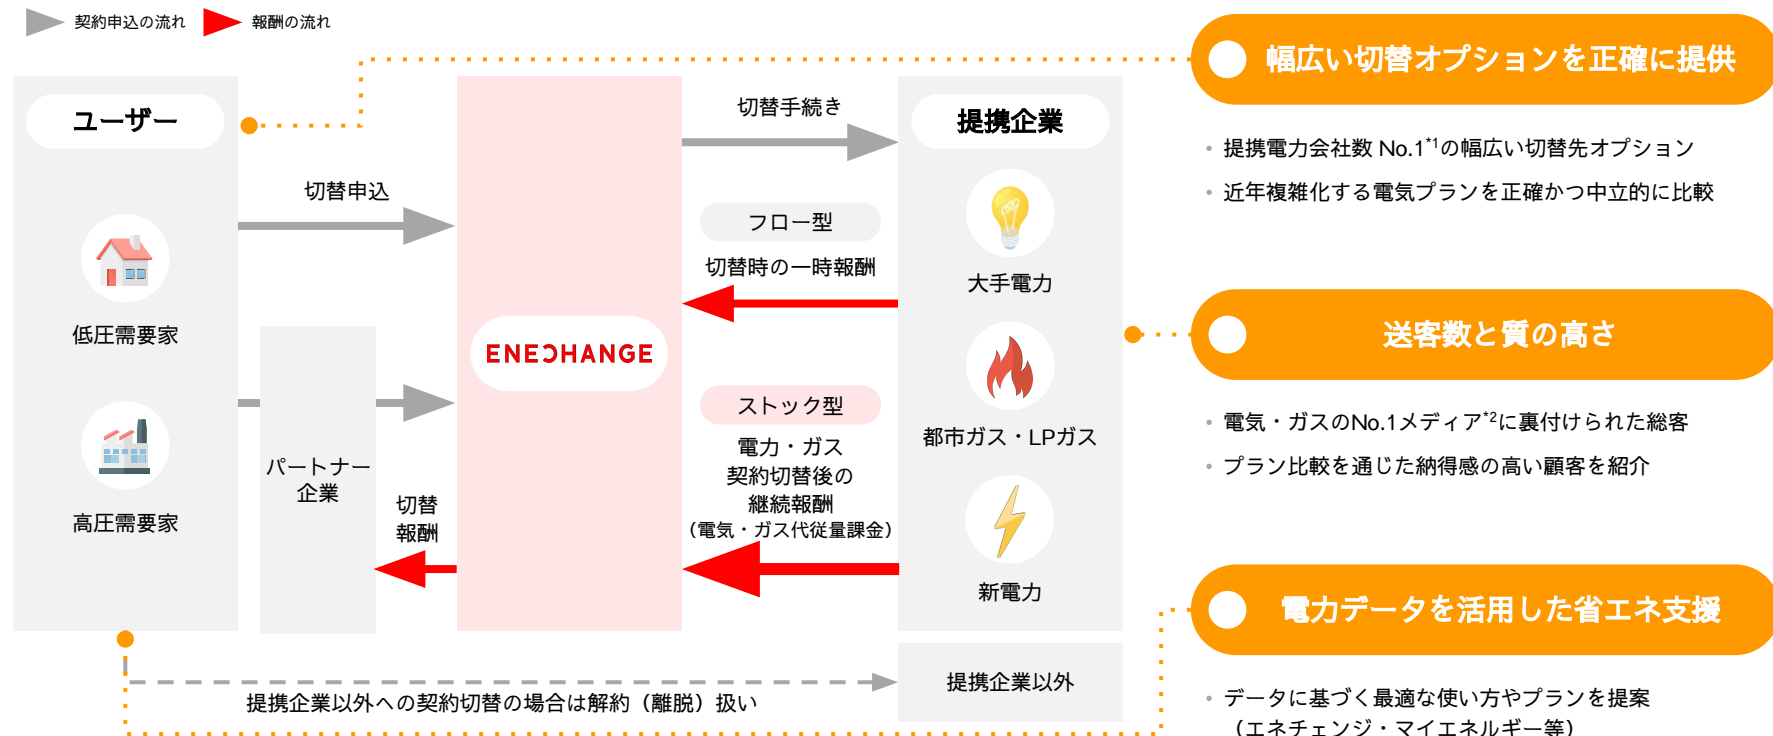 契約申込の流れ
報酬の流れ
ユーザー
低圧需要家
高圧需要家
切替申込
パートナー
企業
切替
報酬
ENECHANGE
切替手続き
フロー型
切替時の一時報酬
ストック型
電力・ガス
契約切替後の
継続報酬
（電気・ガス代従量課金）
提携企業
大手電力
都市ガス・LPガス
新電力
提携企業以外
提携企業以外への契約切替の場合は解約（離脱）扱い
幅広い切替オプションを正確に提供
• 提携電力会社数 No.1*1の幅広い切替先オプション
• 近年複雑化する電気プランを正確かつ中立的に比較
送客数と質の高さ
• 電気・ガスのNo.1メディア*2に裏付けられた総客
• プラン比較を通じた納得感の高い顧客を紹介
電力データを活用した省エネ支援
• データに基づく最適な使い方やプランを提案
（エネチェンジ・マイエネルギー等）